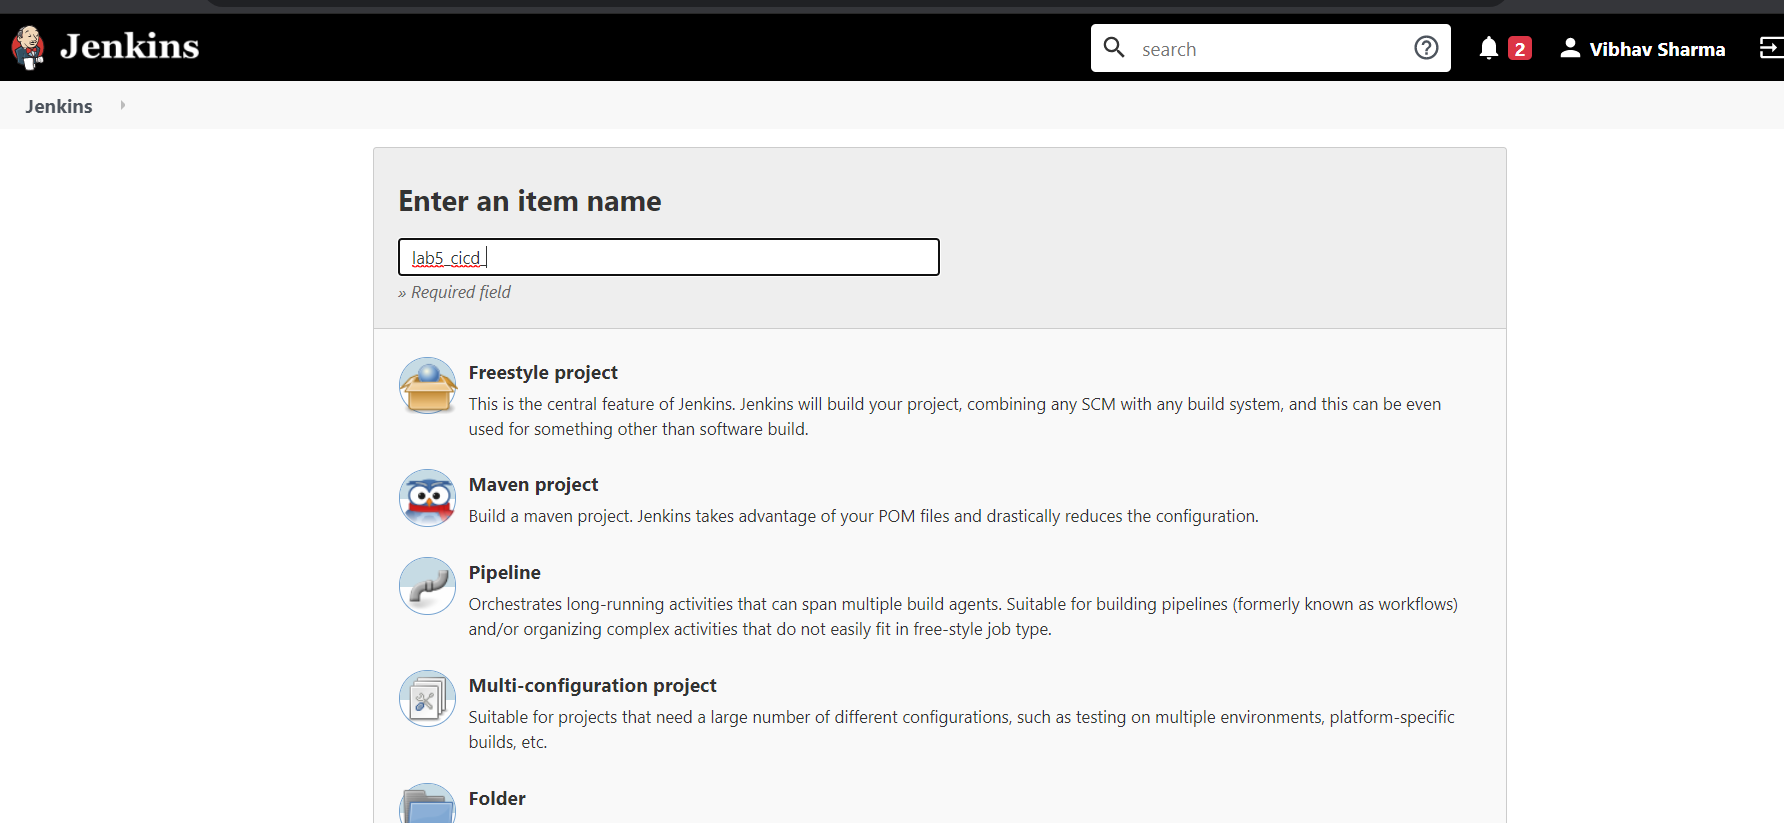 Jenkins
search
2
Vibhav Sharma
Jenkins
Enter an item name
lab5_cicd_
» Required field
Freestyle project
This is the central feature of Jenkins. Jenkins will build your project, combining any SCM with any build system, and this can be even
used for something other than software build.
Maven project
Build a maven project. Jenkins takes advantage of your POM files and drastically reduces the configuration.
Pipeline
Orchestrates long-running activities that can span multiple build agents. Suitable for building pipelines (formerly known as workflows)
and/or organizing complex activities that do not easily fit in free-style job type.
Multi-configuration project
Suitable for projects that need a large number of different configurations, such as testing on multiple environments, platform-specific
builds, etc.
Folder